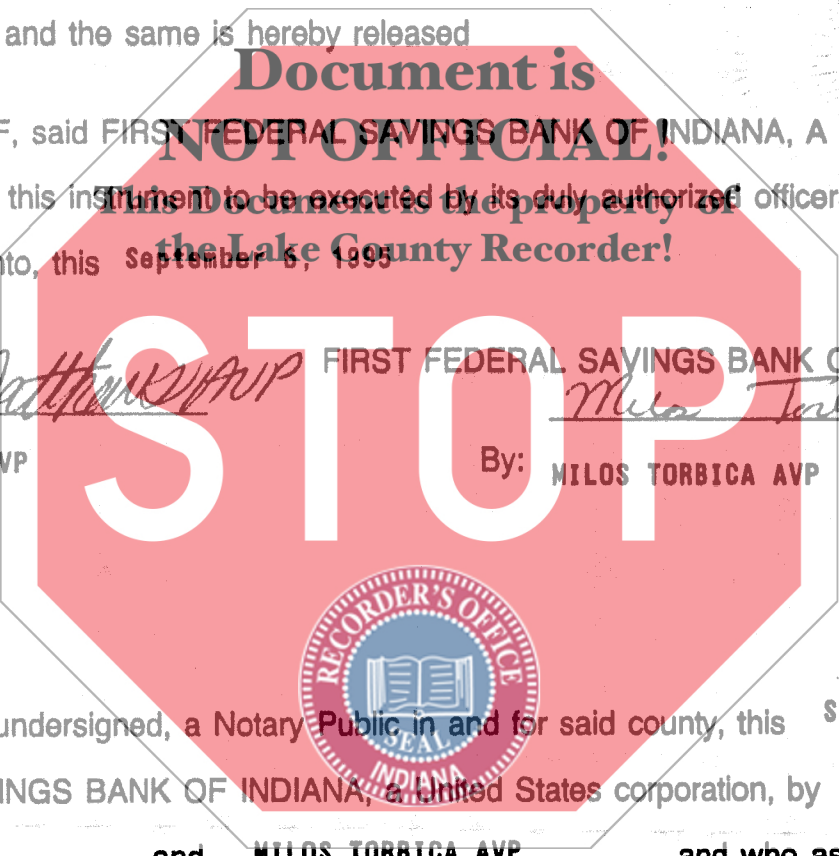 and the same is hereby released
Document is
F, said FIRST FEDERAL SAVINGS BANK OF INDIANA, A
NOT OFFICIAL!
this instrument to be executed by its duly authorized officer
This Document is the property of
the Lake County Recorder!
nto, this September 6, 1995
STOP
AVP FIRST FEDERAL SAVINGS BANK O
Milos
VP By: MILOS TORBICA AVP
RECORDER'S OFFICE
SEAL
INDIANA
undersigned, a Notary Public in and for said county, this S
INGS BANK OF INDIANA, a United States corporation, by
and MILOS TORBICA AVP and who as